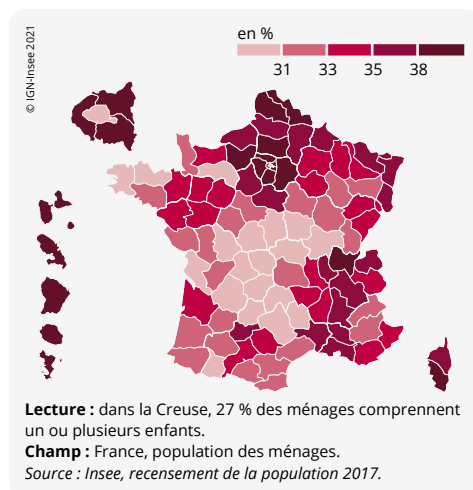 © IGN-Insee 2021
en %
31 33 35 38
Lecture : dans la Creuse, 27 % des ménages comprennent
un ou plusieurs enfants.
Champ : France, population des ménages.
Source : Insee, recensement de la population 2017.